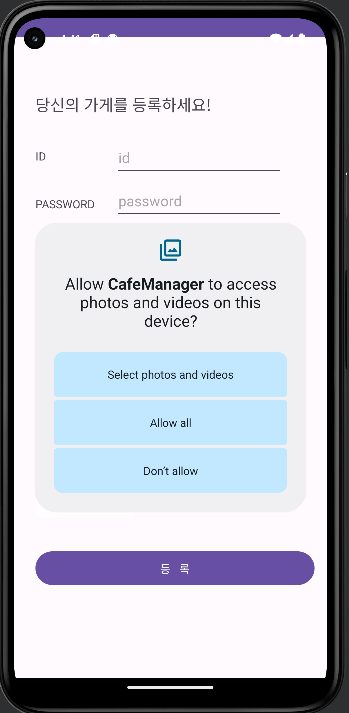 당신의 가게를 등록하세요!
ID
id
PASSWORD
password
Allow CafeManager to access
photos and videos on this
device?
Select photos and videos
Allow all
Don't allow
등 록